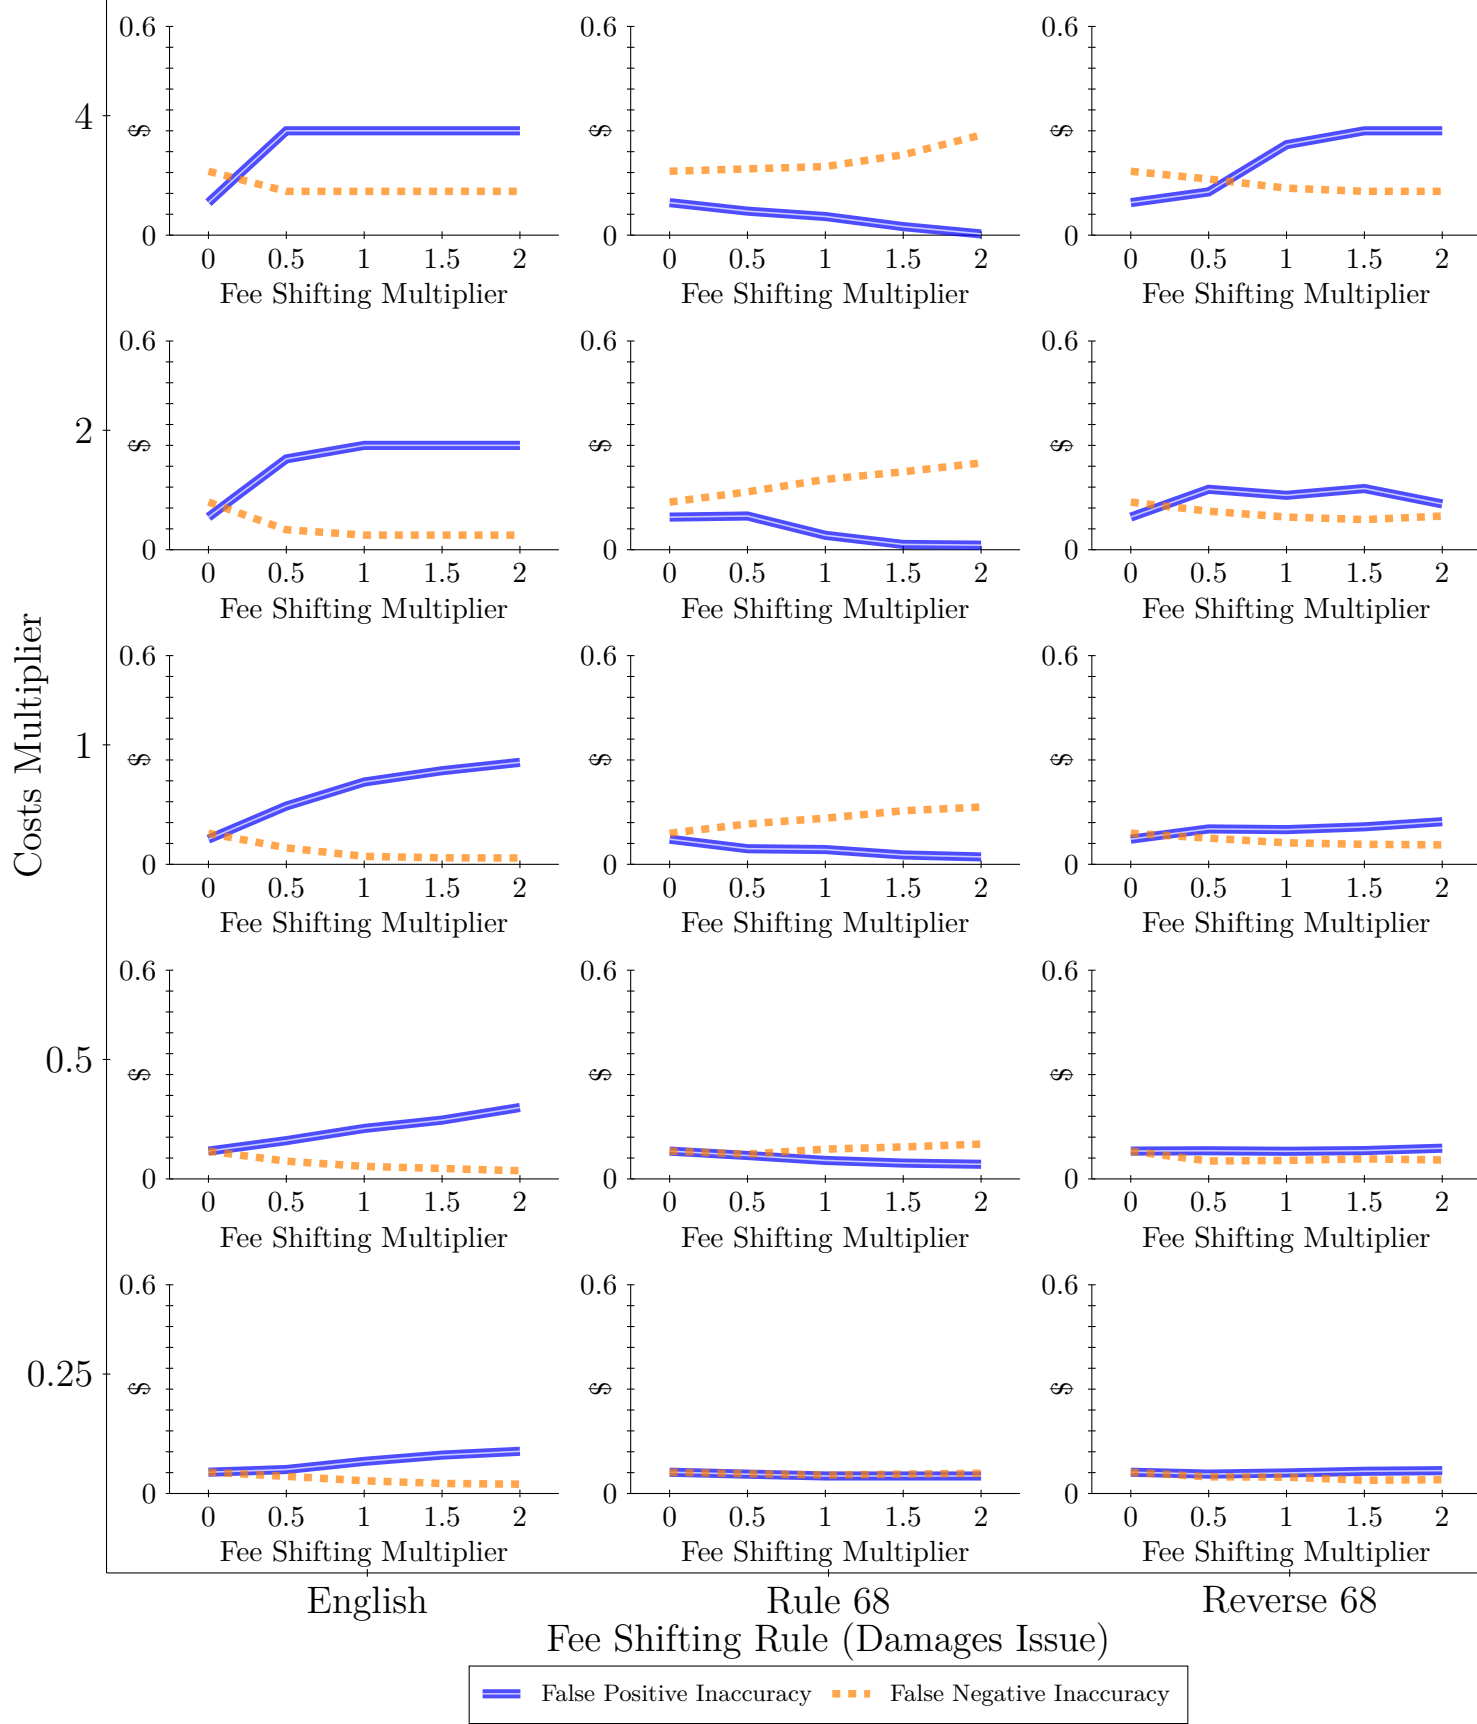 0.6
$
0
0 0.5 1 1.5 2
Fee Shifting Multiplier
0.6
$
0
0 0.5 1 1.5 2
Fee Shifting Multiplier
0.6
$
0
0 0.5 1 1.5 2
Fee Shifting Multiplier
4
0.6
$
0
0 0.5 1 1.5 2
Fee Shifting Multiplier
0.6
$
0
0 0.5 1 1.5 2
Fee Shifting Multiplier
0.6
$
0
0 0.5 1 1.5 2
Fee Shifting Multiplier
2
0.6
$
0
0 0.5 1 1.5 2
Fee Shifting Multiplier
0.6
$
0
0 0.5 1 1.5 2
Fee Shifting Multiplier
0.6
$
0
0 0.5 1 1.5 2
Fee Shifting Multiplier
1
Costs Multiplier
0.6
$
0
0 0.5 1 1.5 2
Fee Shifting Multiplier
0.6
$
0
0 0.5 1 1.5 2
Fee Shifting Multiplier
0.6
$
0
0 0.5 1 1.5 2
Fee Shifting Multiplier
0.5
0.6
$
0
0 0.5 1 1.5 2
Fee Shifting Multiplier
0.6
$
0
0 0.5 1 1.5 2
Fee Shifting Multiplier
0.6
$
0
0 0.5 1 1.5 2
Fee Shifting Multiplier
0.25
English Rule 68 Reverse 68
Fee Shifting Rule (Damages Issue)
False Positive Inaccuracy False Negative Inaccuracy